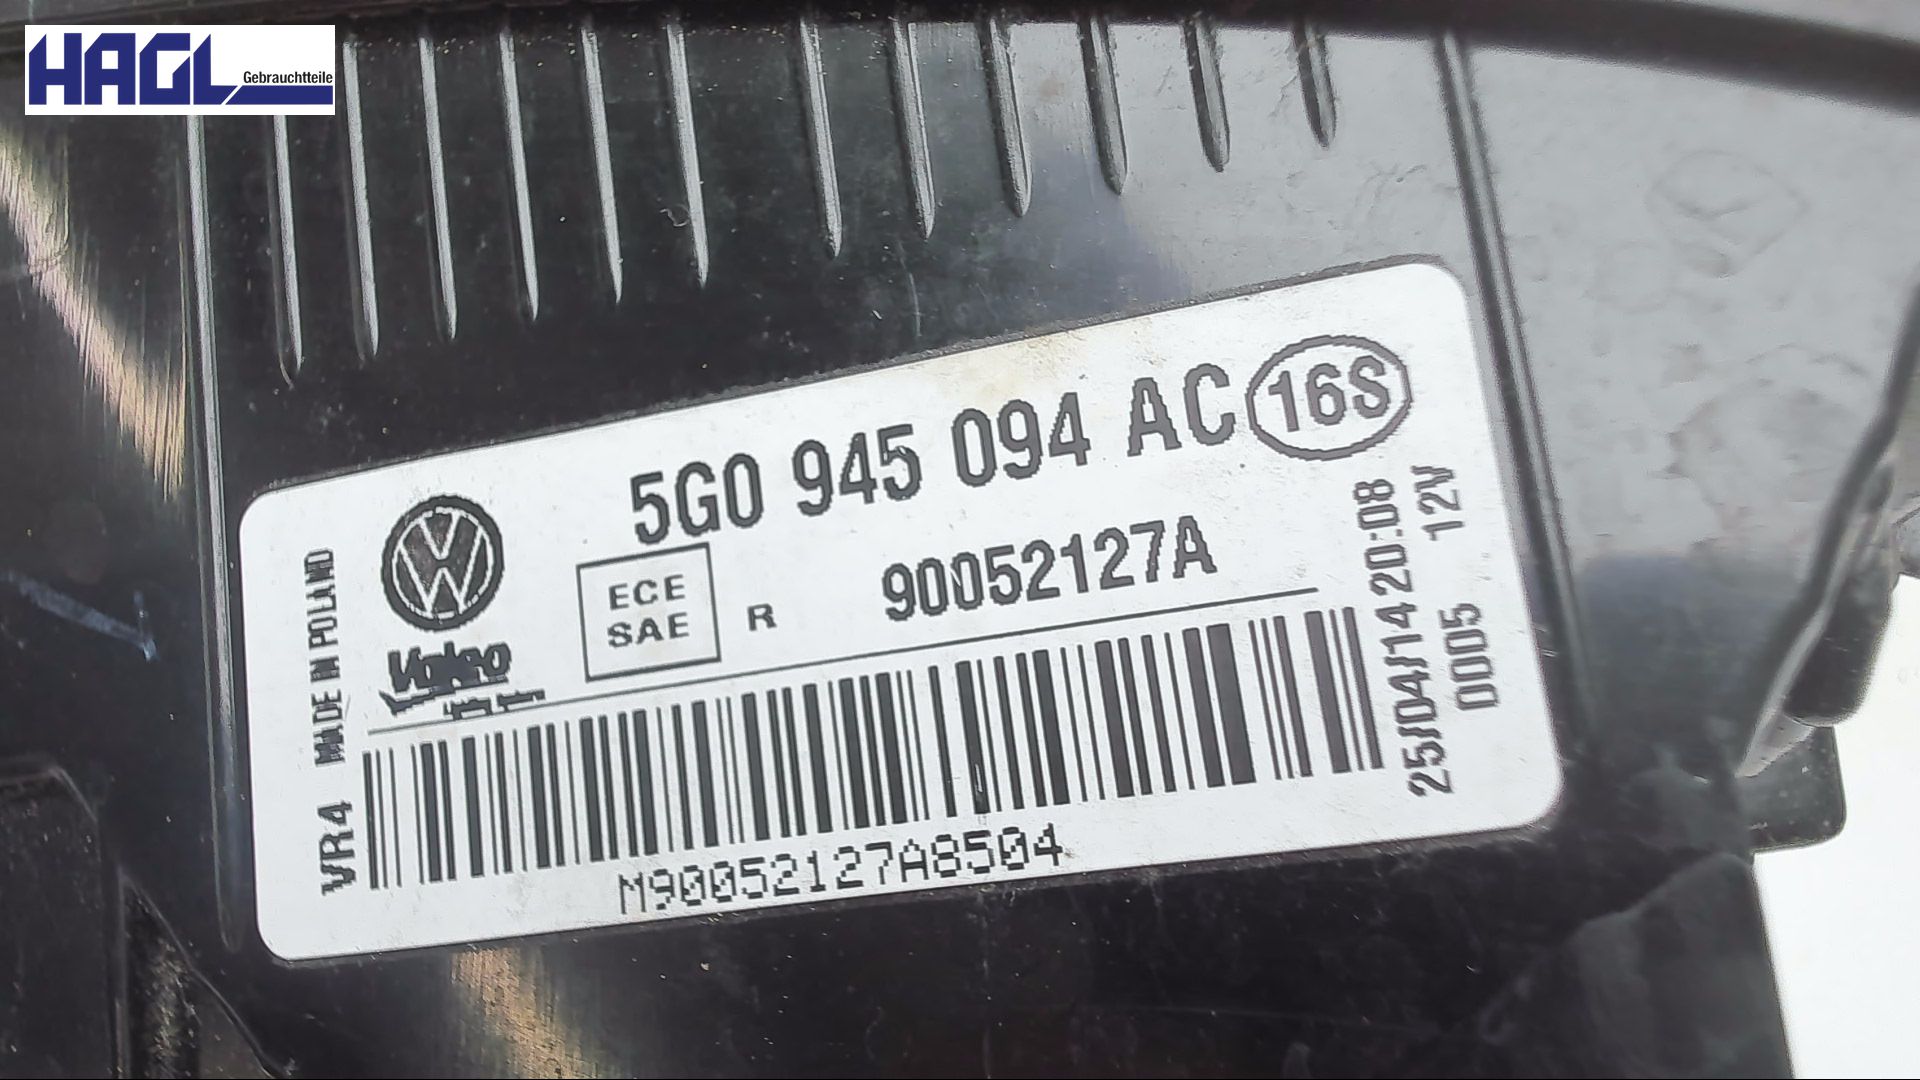 HAGL
Gebrauchtteile
5G0 945 094 AC 16S
ECE
SAE
R
90052127A
Valeo
VR4 MADE IN POLAND
M90052127A8504
25/04/14 20:08
0005 12V